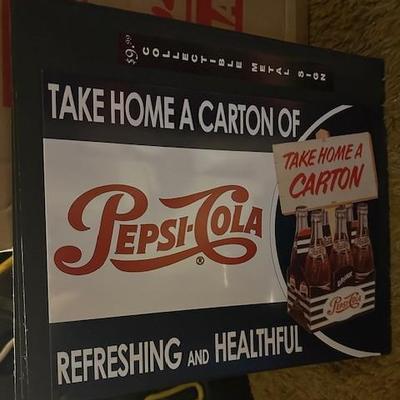 $9.99
COLLECTIBLE METAL SIGN
TAKE HOME A CARTON OF
PEPSI-COLA
®
REFRESHING AND HEALTHFUL
TAKE HOME A
CARTON
PEPSI-COLA